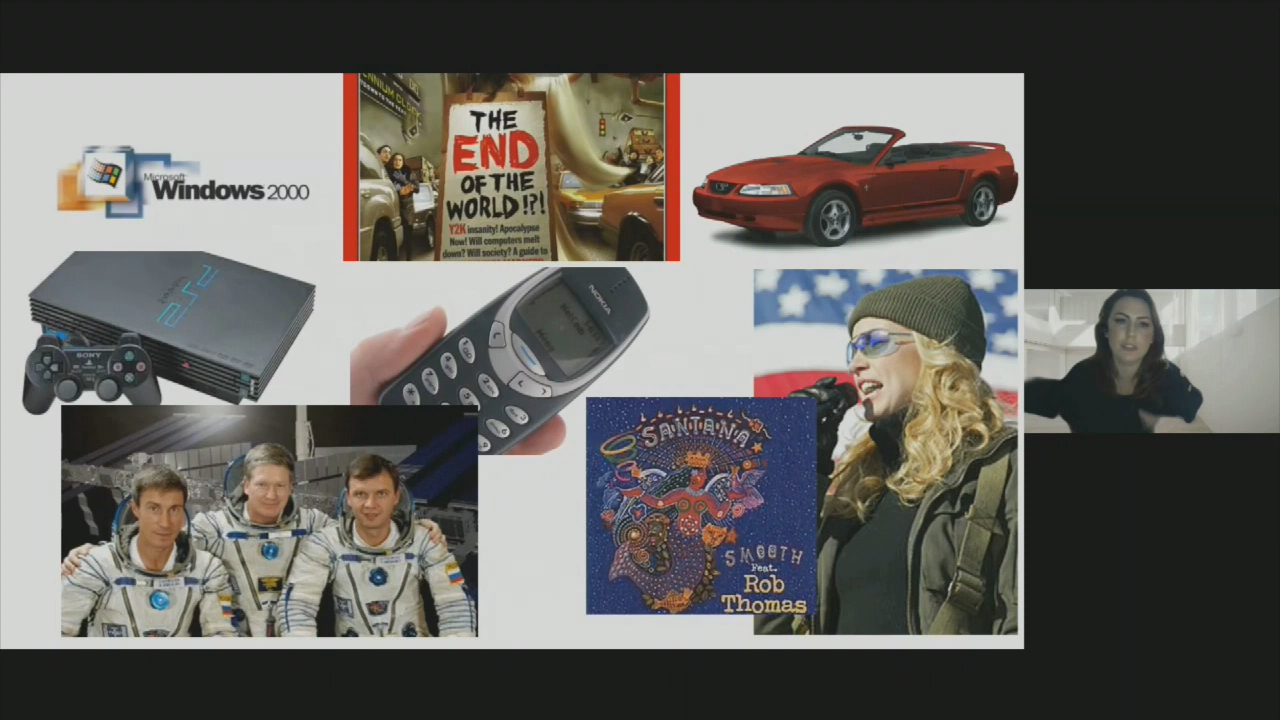 Microsoft
Windows 2000
THE
END
OF THE
WORLD!?!
Y2K insanity! Apocalypse
Now! Will computers melt
down? Will society? A guide to
SONY
NOKIA
SANTANA
SMOOTH
Feat.
Rob
Thomas